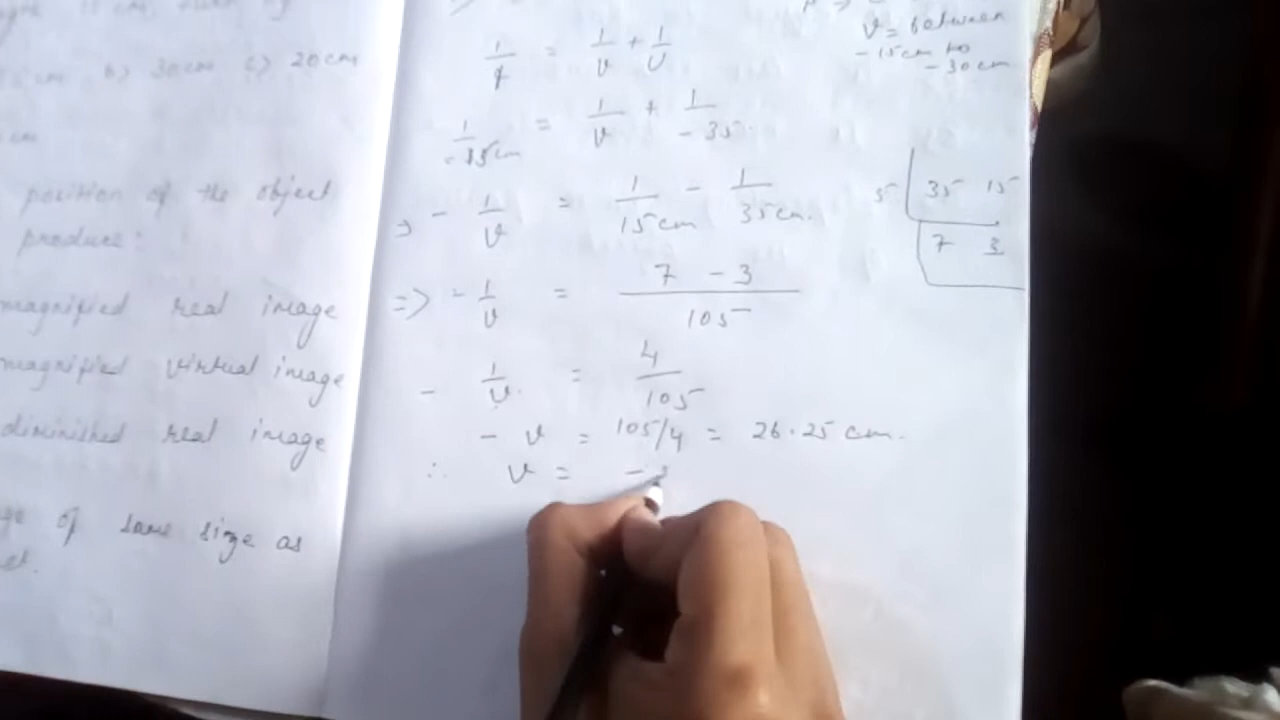 b) 30cm c) 20cm
cm
position of the object
produce:
magnified real image
magnified virtual image
diminished real image
of same size as
1/f = 1/v + 1/u
v = between
-15cm to
-30cm
1/-15cm = 1/v + 1/-35
=> - 1/v = 1/15cm - 1/35cm.
5 | 35 15
7 3
=> - 1/v = 7 - 3 / 105
- 1/v = 4/105
- v = 105/4 = 26.25 cm.
∴ v = -